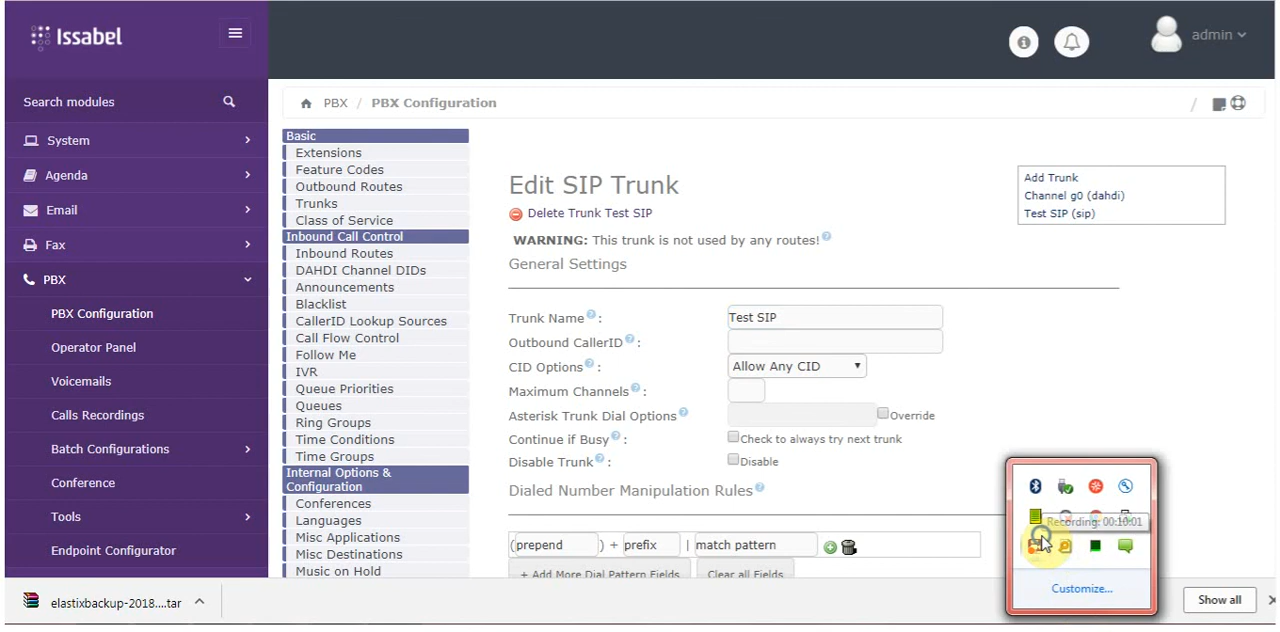 Issabel
admin
Search modules
System
Agenda
Email
Fax
PBX
PBX Configuration
Operator Panel
Voicemails
Calls Recordings
Batch Configurations
Conference
Tools
Endpoint Configurator
PBX / PBX Configuration
/
Basic
Extensions
Feature Codes
Outbound Routes
Trunks
Class of Service
Inbound Call Control
Inbound Routes
DAHDI Channel DIDs
Announcements
Blacklist
CallerID Lookup Sources
Call Flow Control
Follow Me
IVR
Queue Priorities
Queues
Ring Groups
Time Conditions
Time Groups
Internal Options &
Configuration
Conferences
Languages
Misc Applications
Misc Destinations
Music on Hold
Edit SIP Trunk
Delete Trunk Test SIP
WARNING: This trunk is not used by any routes!
General Settings
Trunk Name : Test SIP
Outbound CallerID :
CID Options : Allow Any CID
Maximum Channels :
Asterisk Trunk Dial Options Override
Continue if Busy : Check to always try next trunk
Disable Trunk : Disable
Dialed Number Manipulation Rules
(prepend ) + prefix | match pattern
+ Add More Dial Pattern Fields Clear all Fields
Add Trunk
Channel g0 (dahdi)
Test SIP (sip)
Recording: 00:10:01
Customize...
elastixbackup-2018....tar
Show all